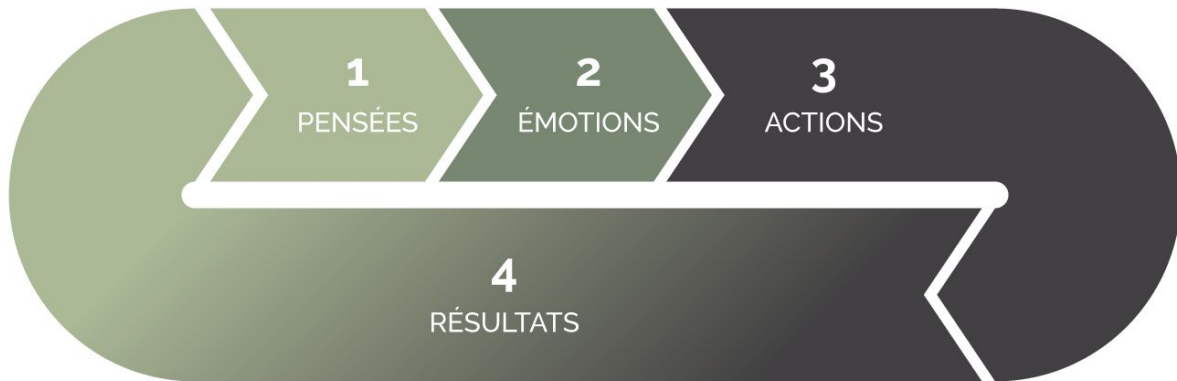 1
PENSÉES
2
ÉMOTIONS
3
ACTIONS
4
RÉSULTATS